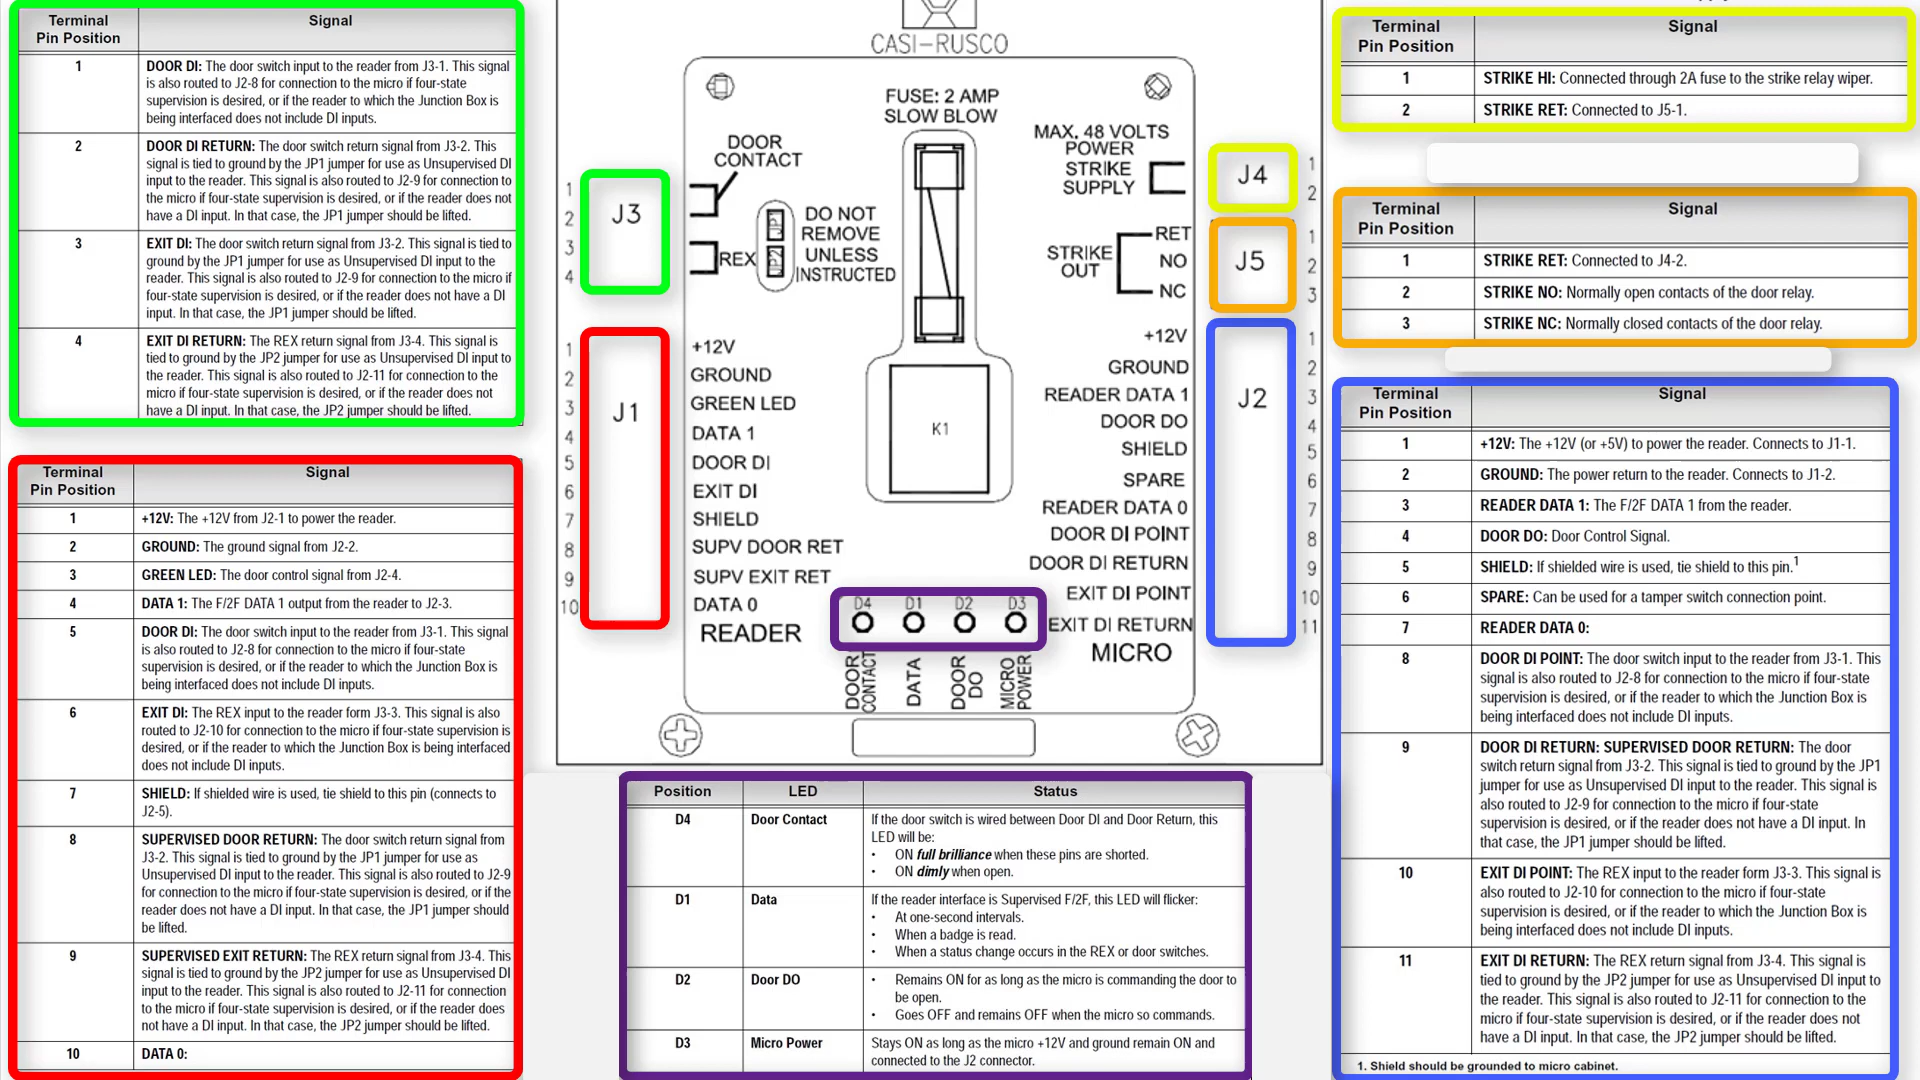 Terminal
Pin Position
Signal
1
DOOR DI: The door switch input to the reader from J3-1. This signal
is also routed to J2-8 for connection to the micro if four-state
supervision is desired, or if the reader to which the Junction Box is
being interfaced does not include DI inputs.
2
DOOR DI RETURN: The door switch return signal from J3-2. This
signal is tied to ground by the JP1 jumper for use as Unsupervised DI
input to the reader. This signal is also routed to J2-9 for connection to
the micro if four-state supervision is desired, or if the reader does not
have a DI input. In that case, the JP1 jumper should be lifted.
3
EXIT DI: The door switch return signal from J3-2. This signal is tied to
ground by the JP1 jumper for use as Unsupervised DI input to the
reader. This signal is also routed to J2-9 for connection to the micro if
four-state supervision is desired, or if the reader does not have a DI
input. In that case, the JP1 jumper should be lifted.
4
EXIT DI RETURN: The REX return signal from J3-4. This signal is
tied to ground by the JP2 jumper for use as Unsupervised DI input to
the reader. This signal is also routed to J2-11 for connection to the
micro if four-state supervision is desired, or if the reader does not
have a DI input. In that case, the JP2 jumper should be lifted.
Terminal
Pin Position
Signal
1
+12V: The +12V from J2-1 to power the reader.
2
GROUND: The ground signal from J2-2.
3
GREEN LED: The door control signal from J2-4.
4
DATA 1: The F/2F DATA 1 output from the reader to J2-3.
5
DOOR DI: The door switch input to the reader from J3-1. This signal
is also routed to J2-8 for connection to the micro if four-state
supervision is desired, or if the reader to which the Junction Box is
being interfaced does not include DI inputs.
6
EXIT DI: The REX input to the reader form J3-3. This signal is also
routed to J2-10 for connection to the micro if four-state supervision is
desired, or if the reader to which the Junction Box is being interfaced
does not include DI inputs.
7
SHIELD: If shielded wire is used, tie shield to this pin (connects to
J2-5).
8
SUPERVISED DOOR RETURN: The door switch return signal from
J3-2. This signal is tied to ground by the JP1 jumper for use as
Unsupervised DI input to the reader. This signal is also routed to J2-9
for connection to the micro if four-state supervision is desired, or if the
reader does not have a DI input. In that case, the JP1 jumper should
be lifted.
9
SUPERVISED EXIT RETURN: The REX return signal from J3-4. This
signal is tied to ground by the JP2 jumper for use as Unsupervised DI
input to the reader. This signal is also routed to J2-11 for connection
to the micro if four-state supervision is desired, or if the reader does
not have a DI input. In that case, the JP2 jumper should be lifted.
10
DATA 0:
CASI-RUSCO
FUSE: 2 AMP
SLOW BLOW
DOOR
CONTACT
MAX. 48 VOLTS
POWER
STRIKE
SUPPLY
J3
1
2
3
4
REX
JP1
JP2
DO NOT
REMOVE
UNLESS
INSTRUCTED
J4
1
2
J5
1
2
3
STRIKE
OUT
RET
NO
NC
J1
1
2
3
4
5
6
7
8
9
10
+12V
GROUND
GREEN LED
DATA 1
DOOR DI
EXIT DI
SHIELD
SUPV DOOR RET
SUPV EXIT RET
DATA 0
READER
K1
+12V
GROUND
READER DATA 1
DOOR DO
SHIELD
SPARE
READER DATA 0
DOOR DI POINT
DOOR DI RETURN
EXIT DI POINT
EXIT DI RETURN
MICRO
J2
1
2
3
4
5
6
7
8
9
10
11
D4 D1 D2 D3
DOOR
CONTACT
DATA
DOOR
DO
MICRO
POWER
Position
LED
Status
D4
Door Contact
If the door switch is wired between Door DI and Door Return, this
LED will be:
• ON full brilliance when these pins are shorted.
• ON dimly when open.
D1
Data
If the reader interface is Supervised F/2F, this LED will flicker:
• At one-second intervals.
• When a badge is read.
• When a status change occurs in the REX or door switches.
D2
Door DO
• Remains ON for as long as the micro is commanding the door to
be open.
• Goes OFF and remains OFF when the micro so commands.
D3
Micro Power
Stays ON as long as the micro +12V and ground remain ON and
connected to the J2 connector.
Terminal
Pin Position
Signal
1
STRIKE HI: Connected through 2A fuse to the strike relay wiper.
2
STRIKE RET: Connected to J5-1.
Terminal
Pin Position
Signal
1
STRIKE RET: Connected to J4-2.
2
STRIKE NO: Normally open contacts of the door relay.
3
STRIKE NC: Normally closed contacts of the door relay.
Terminal
Pin Position
Signal
1
+12V: The +12V (or +5V) to power the reader. Connects to J1-1.
2
GROUND: The power return to the reader. Connects to J1-2.
3
READER DATA 1: The F/2F DATA 1 from the reader.
4
DOOR DO: Door Control Signal.
5
SHIELD: If shielded wire is used, tie shield to this pin.1
6
SPARE: Can be used for a tamper switch connection point.
7
READER DATA 0:
8
DOOR DI POINT: The door switch input to the reader from J3-1. This
signal is also routed to J2-8 for connection to the micro if four-state
supervision is desired, or if the reader to which the Junction Box is
being interfaced does not include DI inputs.
9
DOOR DI RETURN: SUPERVISED DOOR RETURN: The door
switch return signal from J3-2. This signal is tied to ground by the JP1
jumper for use as Unsupervised DI input to the reader. This signal is
also routed to J2-9 for connection to the micro if four-state
supervision is desired, or if the reader does not have a DI input. In
that case, the JP1 jumper should be lifted.
10
EXIT DI POINT: The REX input to the reader form J3-3. This signal is
also routed to J2-10 for connection to the micro if four-state
supervision is desired, or if the reader to which the Junction Box is
being interfaced does not include DI inputs.
11
EXIT DI RETURN: The REX return signal from J3-4. This signal is
tied to ground by the JP2 jumper for use as Unsupervised DI input to
the reader. This signal is also routed to J2-11 for connection to the
micro if four-state supervision is desired, or if the reader does not
have a DI input. In that case, the JP2 jumper should be lifted.
1. Shield should be grounded to micro cabinet.